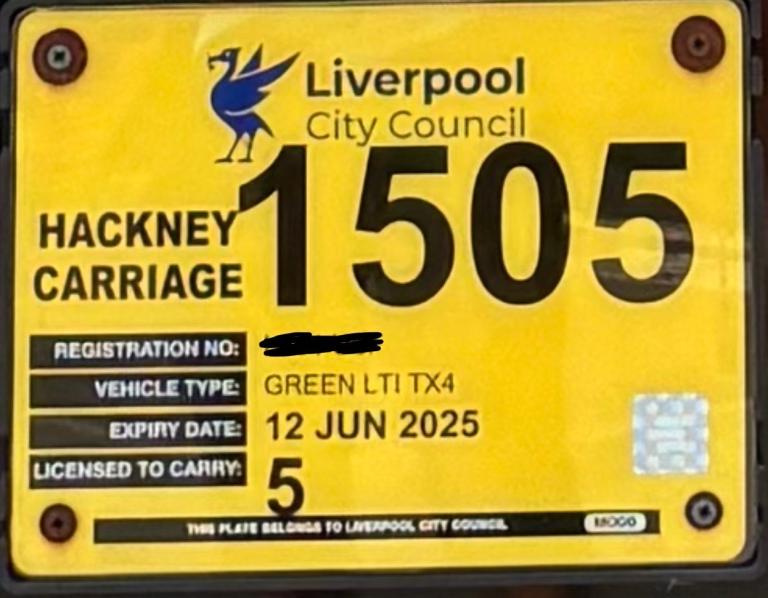 Liverpool
City Council
1505
HACKNEY
CARRIAGE
REGISTRATION NO:
VEHICLE TYPE: GREEN LTI TX4
EXPIRY DATE: 12 JUN 2025
LICENSED TO CARRY: 5
THIS PLATE BELONGS TO LIVERPOOL CITY COUNCIL
MOGO